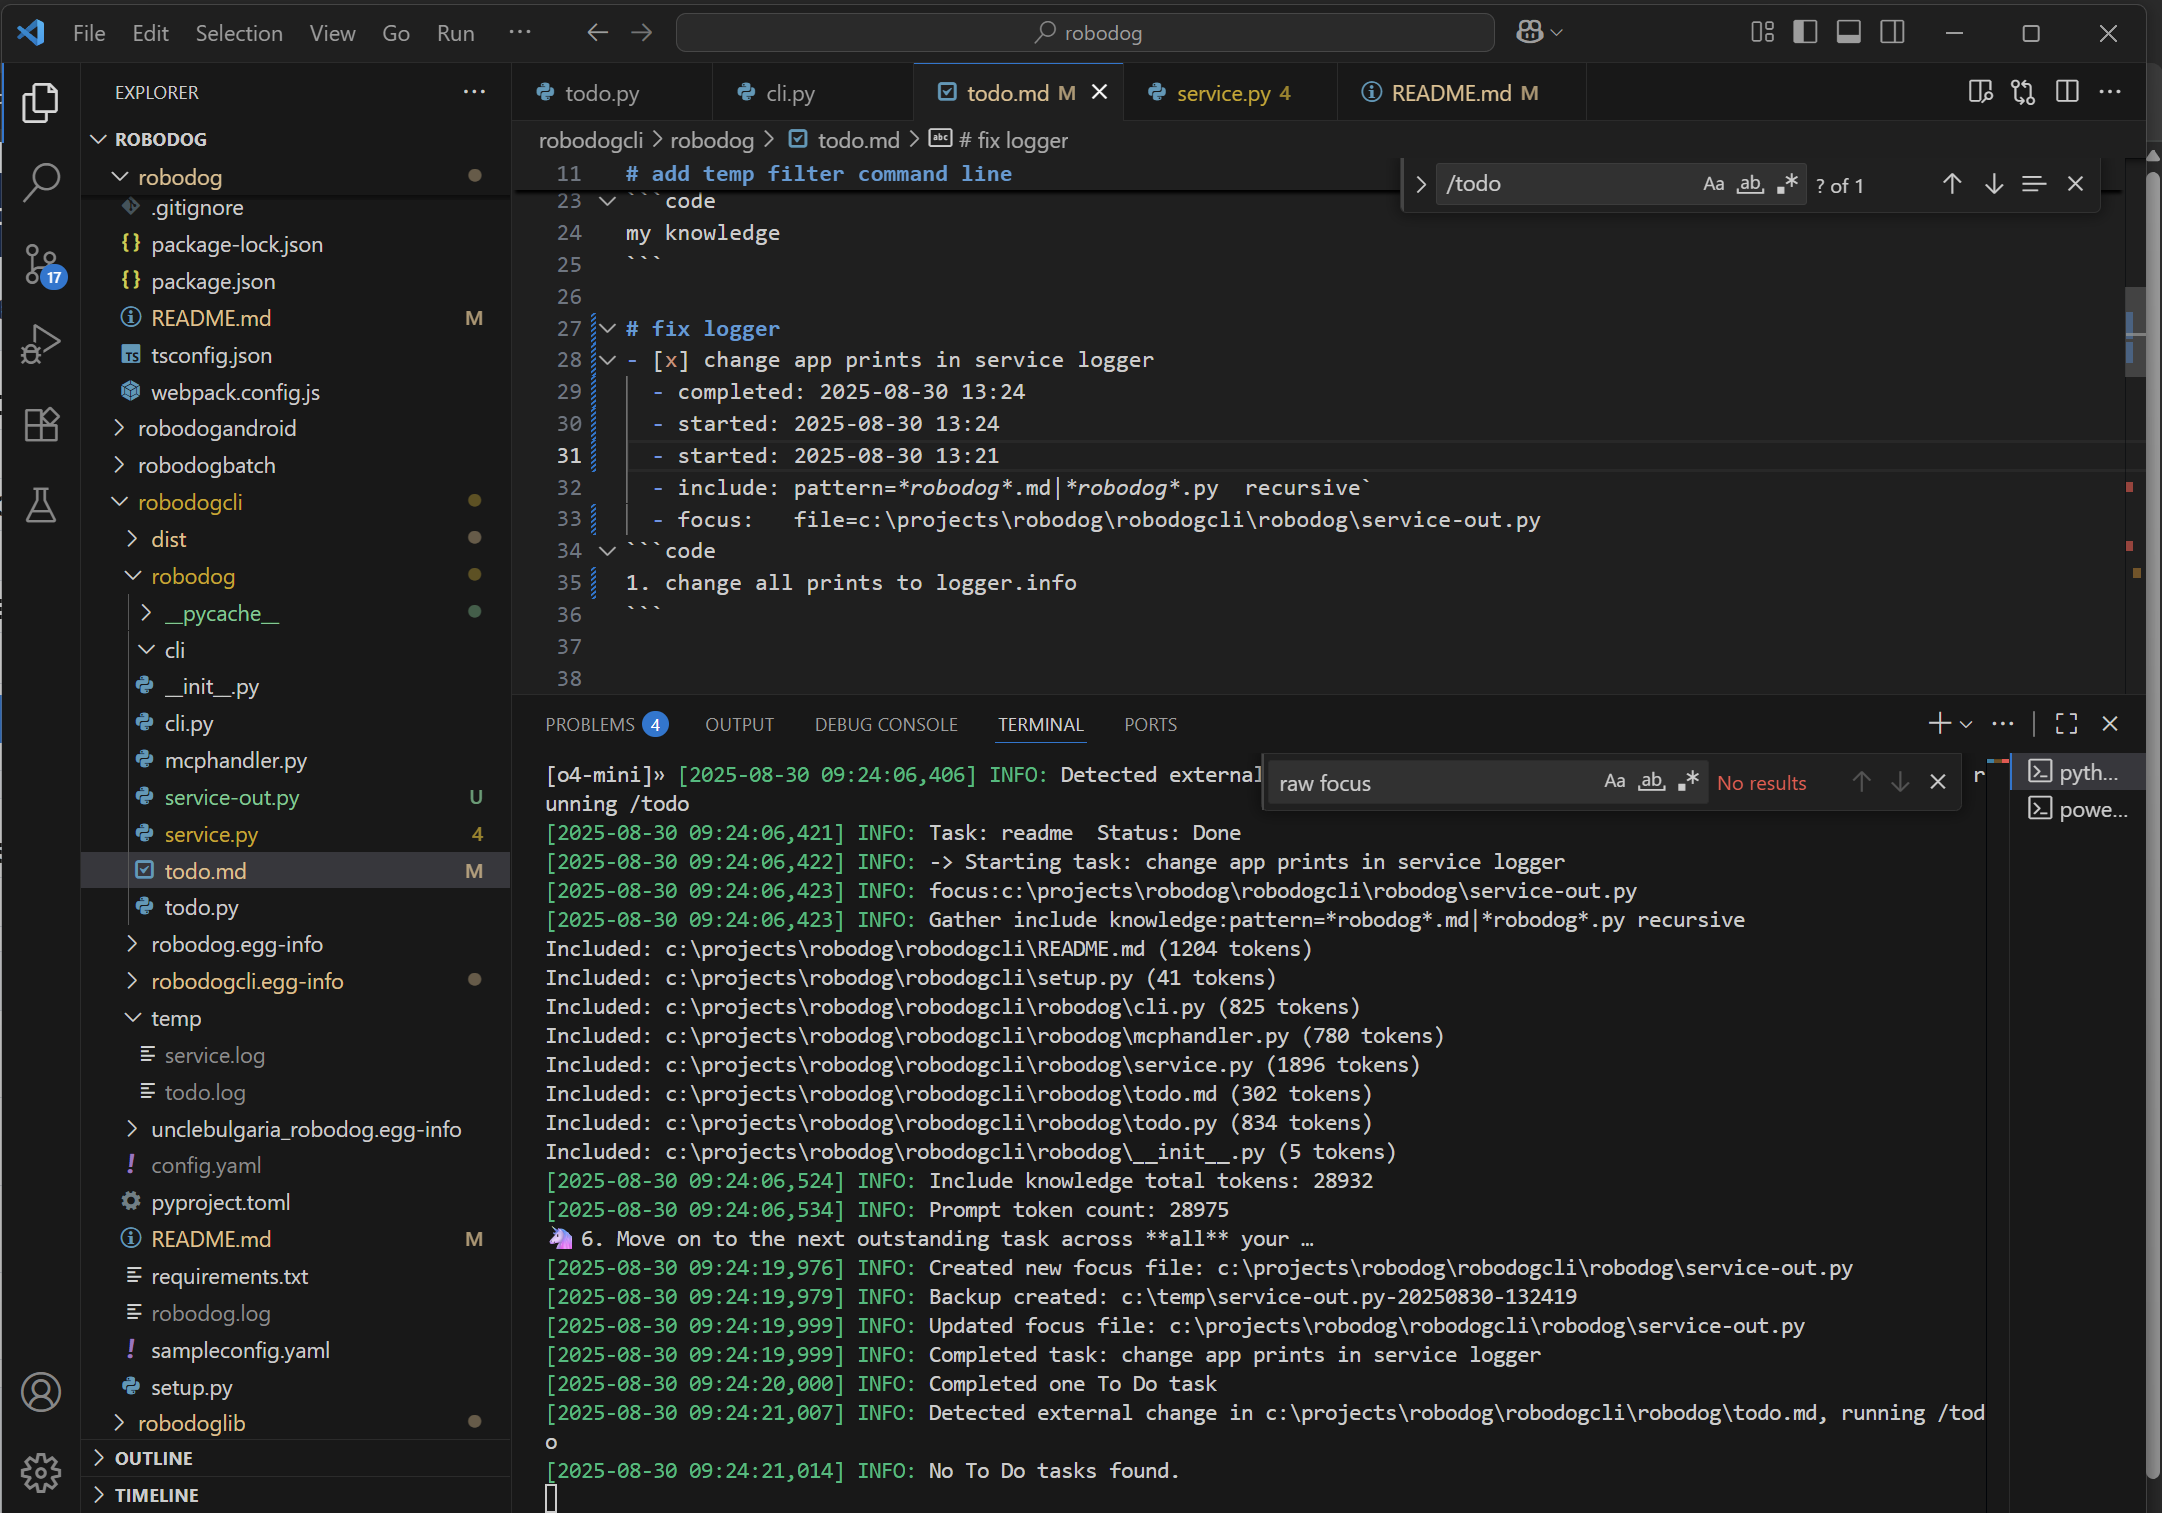 File Edit Selection View Go Run ...
robodog
EXPLORER
ROBODOG
robodog
.gitignore
package-lock.json
package.json
README.md M
tsconfig.json
webpack.config.js
robodogandroid
robodogbatch
robodogcli
dist
robodog
__pycache__
cli
__init__.py
cli.py
mcphandler.py
service-out.py U
service.py 4
todo.md M
todo.py
robodog.egg-info
robodogcli.egg-info
temp
service.log
todo.log
unclebulgaria_robodog.egg-info
config.yaml
pyproject.toml
README.md M
requirements.txt
robodog.log
sampleconfig.yaml
setup.py
robodoglib
OUTLINE
TIMELINE
17
todo.py
cli.py
todo.md M
service.py 4
README.md M
robodogcli > robodog > todo.md > # fix logger
/todo Aa ab .* ? of 1
11 # add temp filter command line
23 ```code
24 my knowledge
25 ```
26
27 # fix logger
28 - [x] change app prints in service logger
29 - completed: 2025-08-30 13:24
30 - started: 2025-08-30 13:24
31 - started: 2025-08-30 13:21
32 - include: pattern=*robodog*.md|*robodog*.py  recursive`
33 - focus:   file=c:\projects\robodog\robodogcli\robodog\service-out.py
34 ```code
35 1. change all prints to logger.info
36 ```
37
38
PROBLEMS 4 OUTPUT DEBUG CONSOLE TERMINAL PORTS
raw focus Aa ab .* No results
pyth...
powe...
[o4-mini]» [2025-08-30 09:24:06,406] INFO: Detected external r
unning /todo
[2025-08-30 09:24:06,421] INFO: Task: readme  Status: Done
[2025-08-30 09:24:06,422] INFO: -> Starting task: change app prints in service logger
[2025-08-30 09:24:06,423] INFO: focus:c:\projects\robodog\robodogcli\robodog\service-out.py
[2025-08-30 09:24:06,423] INFO: Gather include knowledge:pattern=*robodog*.md|*robodog*.py recursive
Included: c:\projects\robodog\robodogcli\README.md (1204 tokens)
Included: c:\projects\robodog\robodogcli\setup.py (41 tokens)
Included: c:\projects\robodog\robodogcli\robodog\cli.py (825 tokens)
Included: c:\projects\robodog\robodogcli\robodog\mcphandler.py (780 tokens)
Included: c:\projects\robodog\robodogcli\robodog\service.py (1896 tokens)
Included: c:\projects\robodog\robodogcli\robodog\todo.md (302 tokens)
Included: c:\projects\robodog\robodogcli\robodog\todo.py (834 tokens)
Included: c:\projects\robodog\robodogcli\robodog\__init__.py (5 tokens)
[2025-08-30 09:24:06,524] INFO: Include knowledge total tokens: 28932
[2025-08-30 09:24:06,534] INFO: Prompt token count: 28975
🦄 6. Move on to the next outstanding task across **all** your …
[2025-08-30 09:24:19,976] INFO: Created new focus file: c:\projects\robodog\robodogcli\robodog\service-out.py
[2025-08-30 09:24:19,979] INFO: Backup created: c:\temp\service-out.py-20250830-132419
[2025-08-30 09:24:19,999] INFO: Updated focus file: c:\projects\robodog\robodogcli\robodog\service-out.py
[2025-08-30 09:24:19,999] INFO: Completed task: change app prints in service logger
[2025-08-30 09:24:20,000] INFO: Completed one To Do task
[2025-08-30 09:24:21,007] INFO: Detected external change in c:\projects\robodog\robodogcli\robodog\todo.md, running /tod
o
[2025-08-30 09:24:21,014] INFO: No To Do tasks found.